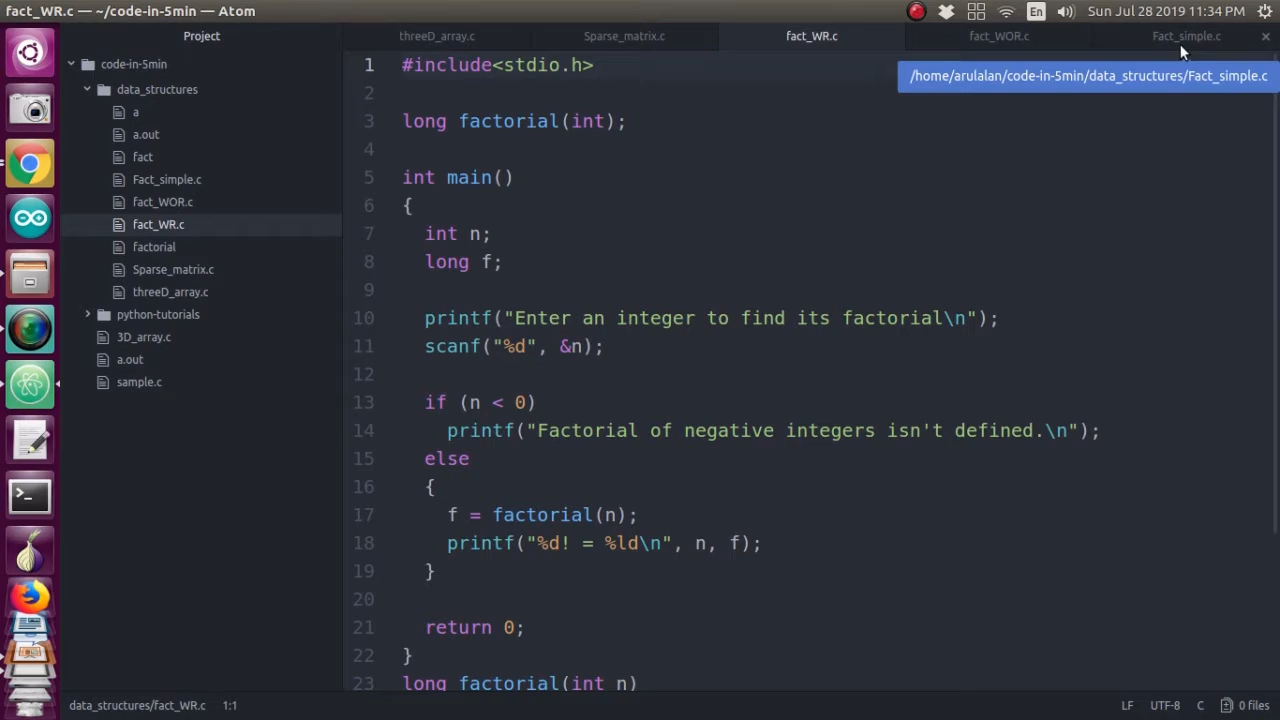 fact_WR.c — ~/code-in-5min — Atom
En
Sun Jul 28 2019 11:34 PM
Project
threeD_array.c
Sparse_matrix.c
fact_WR.c
fact_WOR.c
Fact_simple.c
/home/arulalan/code-in-5min/data_structures/Fact_simple.c
code-in-5min
data_structures
a
a.out
fact
Fact_simple.c
fact_WOR.c
fact_WR.c
factorial
Sparse_matrix.c
threeD_array.c
python-tutorials
3D_array.c
a.out
sample.c
1 #include<stdio.h>
2
3 long factorial(int);
4
5 int main()
6 {
7 int n;
8 long f;
9
10 printf("Enter an integer to find its factorial\n");
11 scanf("%d", &n);
12
13 if (n < 0)
14 printf("Factorial of negative integers isn't defined.\n");
15 else
16 {
17 f = factorial(n);
18 printf("%d! = %ld\n", n, f);
19 }
20
21 return 0;
22 }
23 long factorial(int n)
data_structures/fact_WR.c 1:1
LF UTF-8 C 0 files